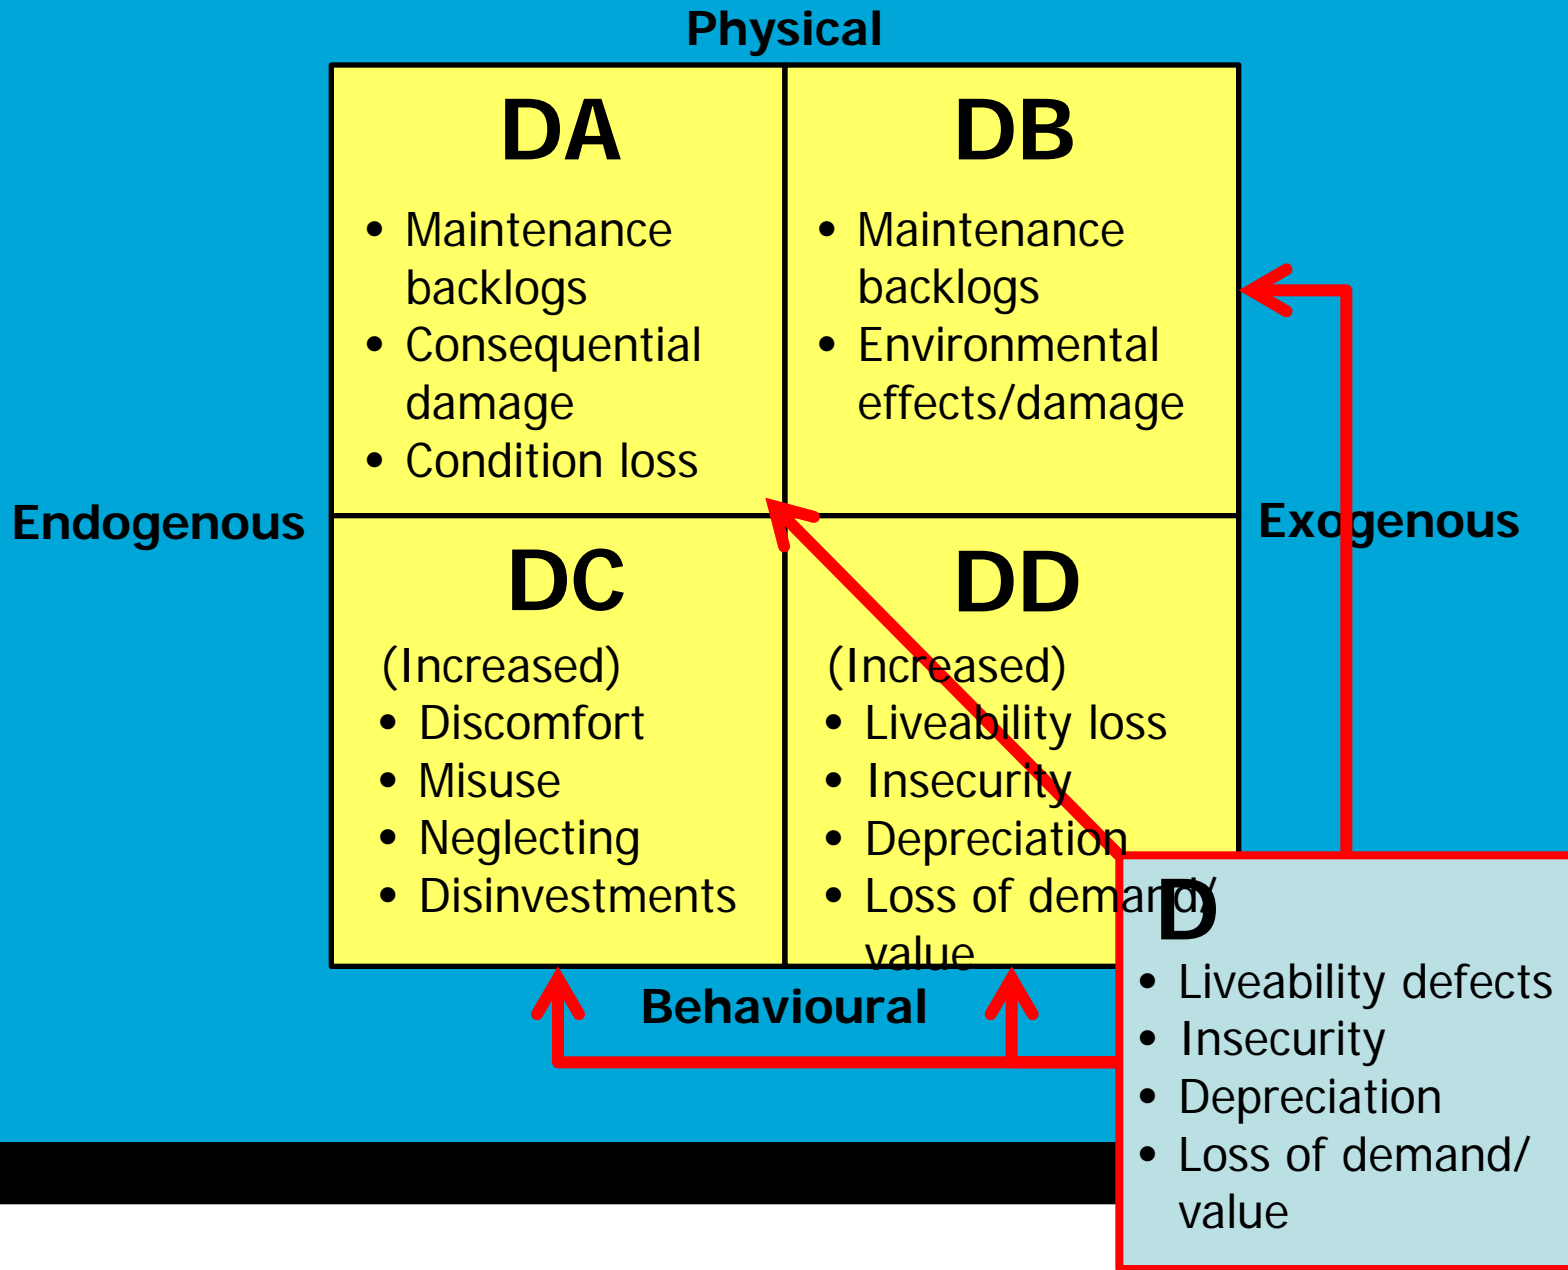 Physical
DA
• Maintenance
backlogs
• Consequential
damage
• Condition loss
DB
• Maintenance
backlogs
• Environmental
effects/damage
Endogenous
Exogenous
DC
(Increased)
• Discomfort
• Misuse
• Neglecting
• Disinvestments
DD
(Increased)
• Liveability loss
• Insecurity
• Depreciation
• Loss of demand/
value
Behavioural
D
• Liveability defects
• Insecurity
• Depreciation
• Loss of demand/
value